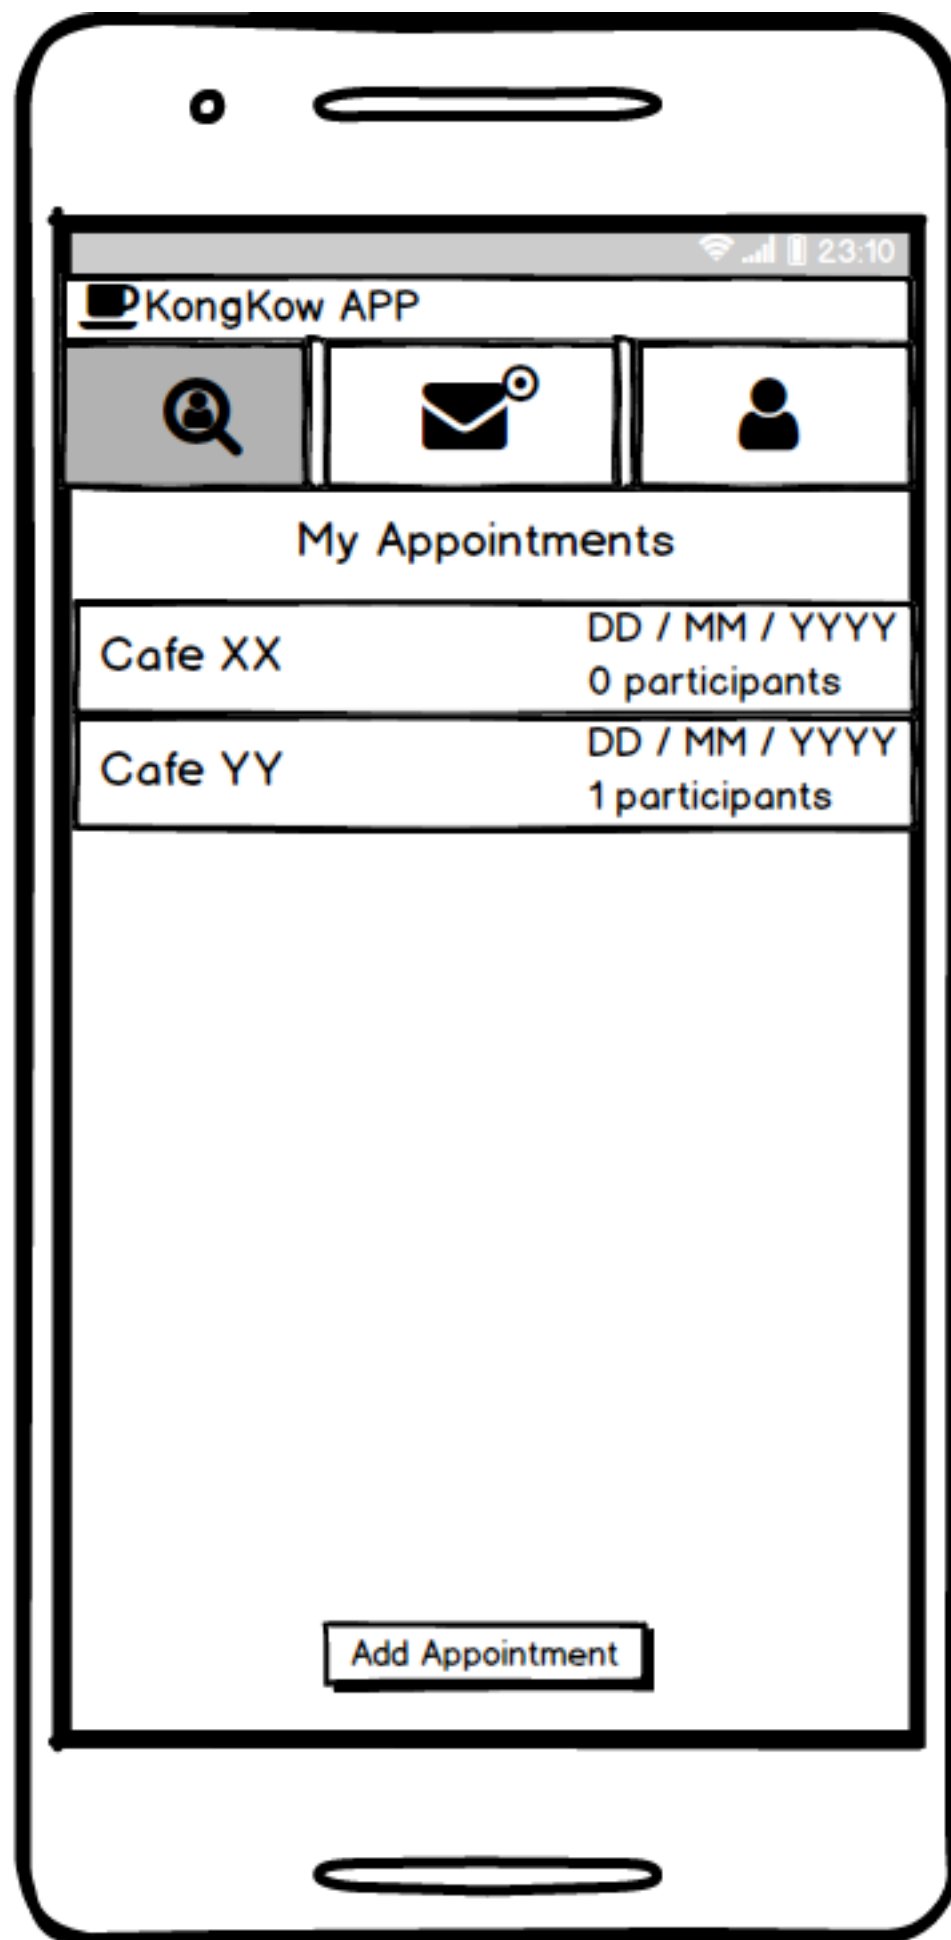 23:10
KongKow APP
My Appointments
Cafe XX
DD / MM / YYYY
0 participants
Cafe YY
DD / MM / YYYY
1 participants
Add Appointment